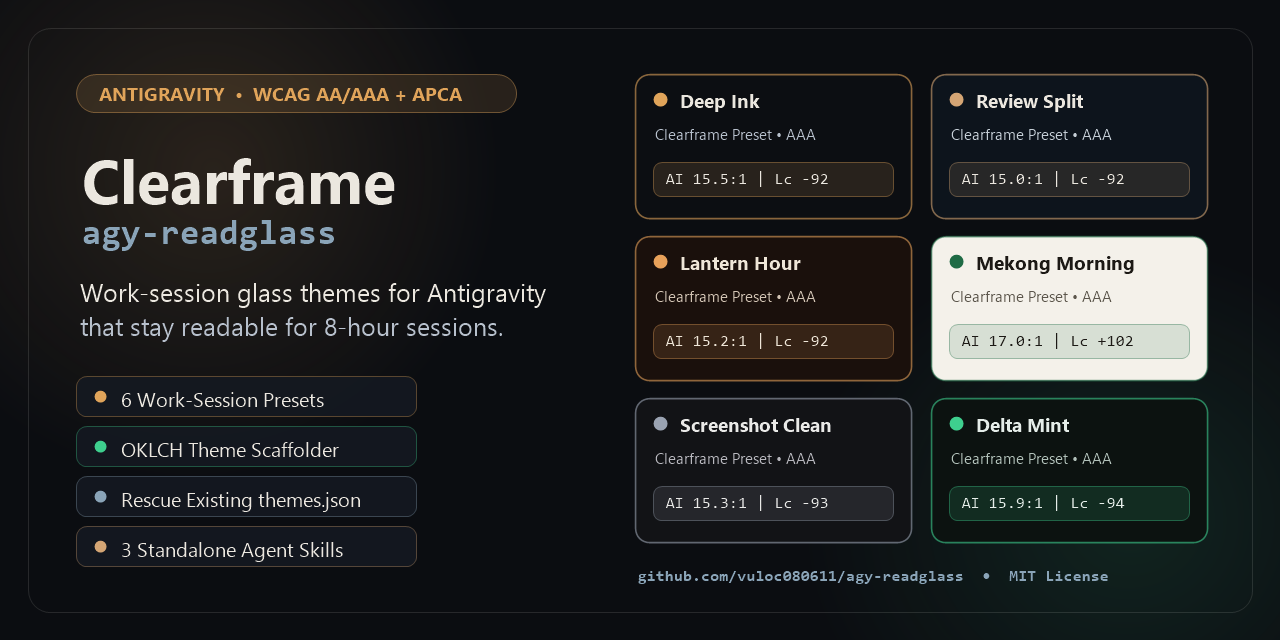 ANTIGRAVITY • WCAG AA/AAA + APCA
Clearframe
agy-readglass
Work-session glass themes for Antigravity
that stay readable for 8-hour sessions.
6 Work-Session Presets
OKLCH Theme Scaffolder
Rescue Existing themes.json
3 Standalone Agent Skills
Deep Ink
Clearframe Preset • AAA
AI 15.5:1 | Lc -92
Review Split
Clearframe Preset • AAA
AI 15.0:1 | Lc -92
Lantern Hour
Clearframe Preset • AAA
AI 15.2:1 | Lc -92
Mekong Morning
Clearframe Preset • AAA
AI 17.0:1 | Lc +102
Screenshot Clean
Clearframe Preset • AAA
AI 15.3:1 | Lc -93
Delta Mint
Clearframe Preset • AAA
AI 15.9:1 | Lc -94
github.com/vuloc080611/agy-readglass • MIT License